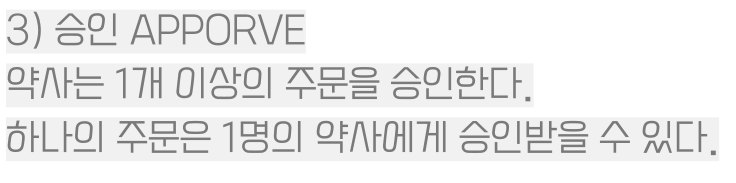 3) 승인 APPORVE
약사는 1개 이상의 주문을 승인한다.
하나의 주문은 1명의 약사에게 승인받을 수 있다.